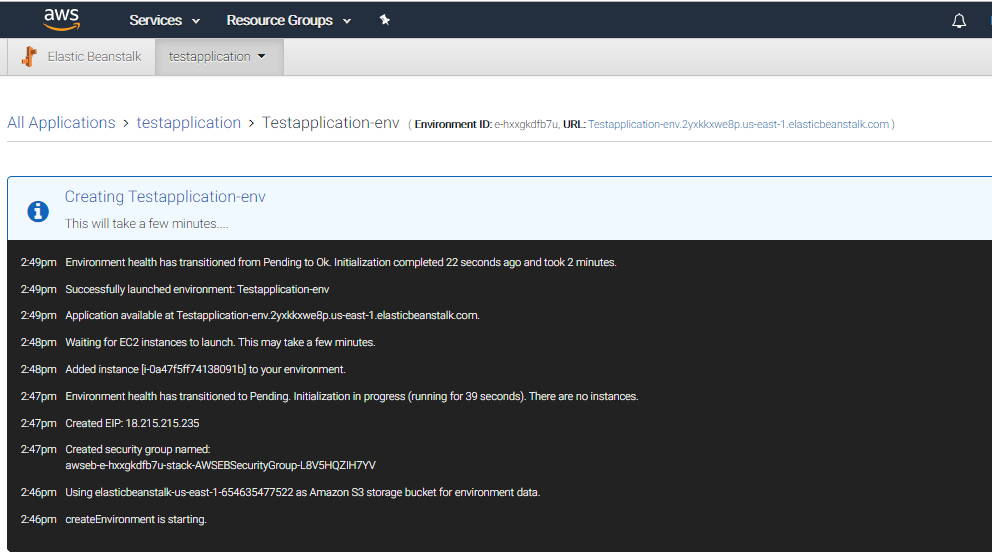 aws Services Resource Groups
Elastic Beanstalk testapplication
All Applications > testapplication > Testapplication-env ( Environment ID: e-hxxgkdfb7u, URL: Testapplication-env.2yxkkxwe8p.us-east-1.elasticbeanstalk.com )
Creating Testapplication-env
This will take a few minutes....
2:49pm Environment health has transitioned from Pending to Ok. Initialization completed 22 seconds ago and took 2 minutes.
2:49pm Successfully launched environment: Testapplication-env
2:49pm Application available at Testapplication-env.2yxkkxwe8p.us-east-1.elasticbeanstalk.com.
2:48pm Waiting for EC2 instances to launch. This may take a few minutes.
2:48pm Added instance [i-0a47f5ff74138091b] to your environment.
2:47pm Environment health has transitioned to Pending. Initialization in progress (running for 39 seconds). There are no instances.
2:47pm Created EIP: 18.215.215.235
2:47pm Created security group named:
awseb-e-hxxgkdfb7u-stack-AWSEBSecurityGroup-L8V5HQZIH7YV
2:46pm Using elasticbeanstalk-us-east-1-654635477522 as Amazon S3 storage bucket for environment data.
2:46pm createEnvironment is starting.